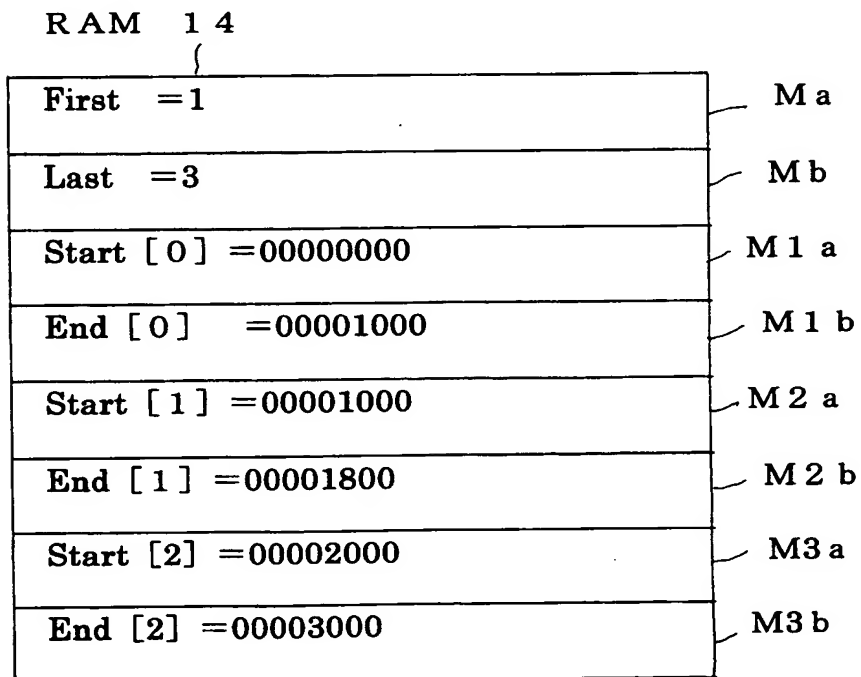 RAM 14
First =1 Ma
Last =3 Mb
Start [0] =00000000 M1a
End [0] =00001000 M1b
Start [1] =00001000 M2a
End [1] =00001800 M2b
Start [2] =00002000 M3a
End [2] =00003000 M3b